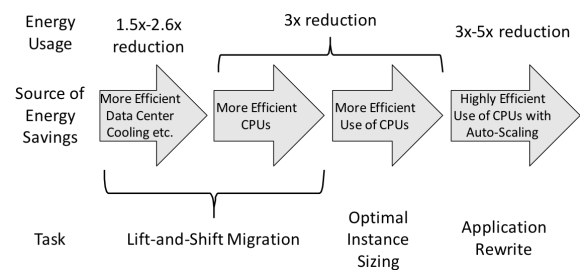 Energy
Usage
1.5x-2.6x
reduction
3x reduction
3x-5x reduction
Source of
Energy
Savings
More Efficient
Data Center
Cooling etc.
More Efficient
CPUs
More Efficient
Use of CPUs
Highly Efficient
Use of CPUs with
Auto-Scaling
Task
Lift-and-Shift Migration
Optimal
Instance
Sizing
Application
Rewrite